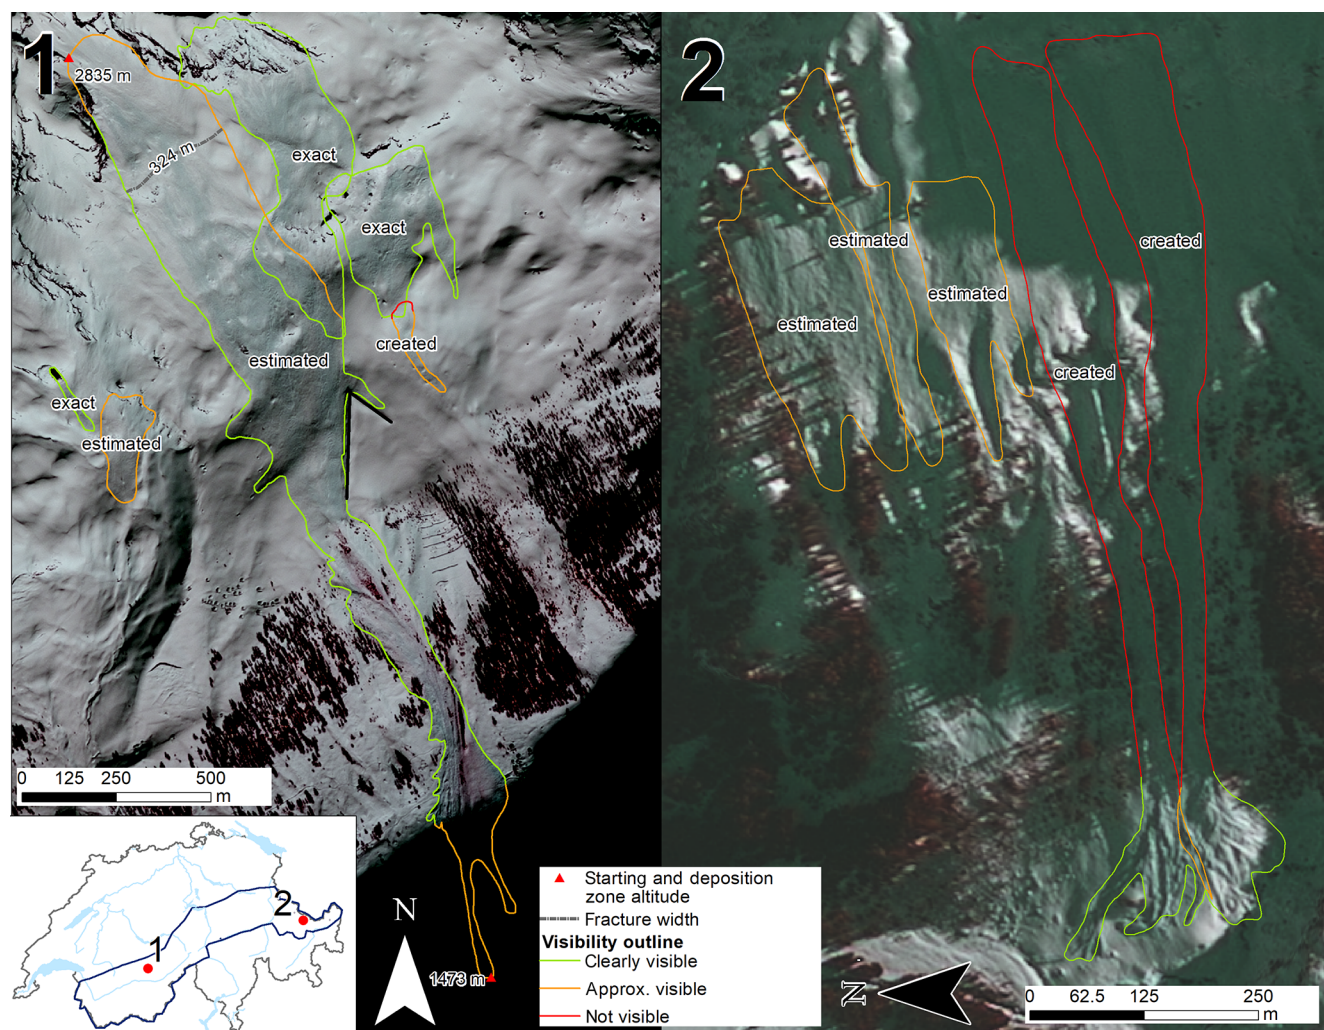 1
2835 m
324 m
exact
exact
estimated
created
exact
estimated
0 125 250 500
m
1
2
N
1473 m
2
estimated
created
estimated
estimated
created
Starting and deposition
zone altitude
Fracture width
Visibility outline
Clearly visible
Approx. visible
Not visible
N
0 62.5 125 250
m